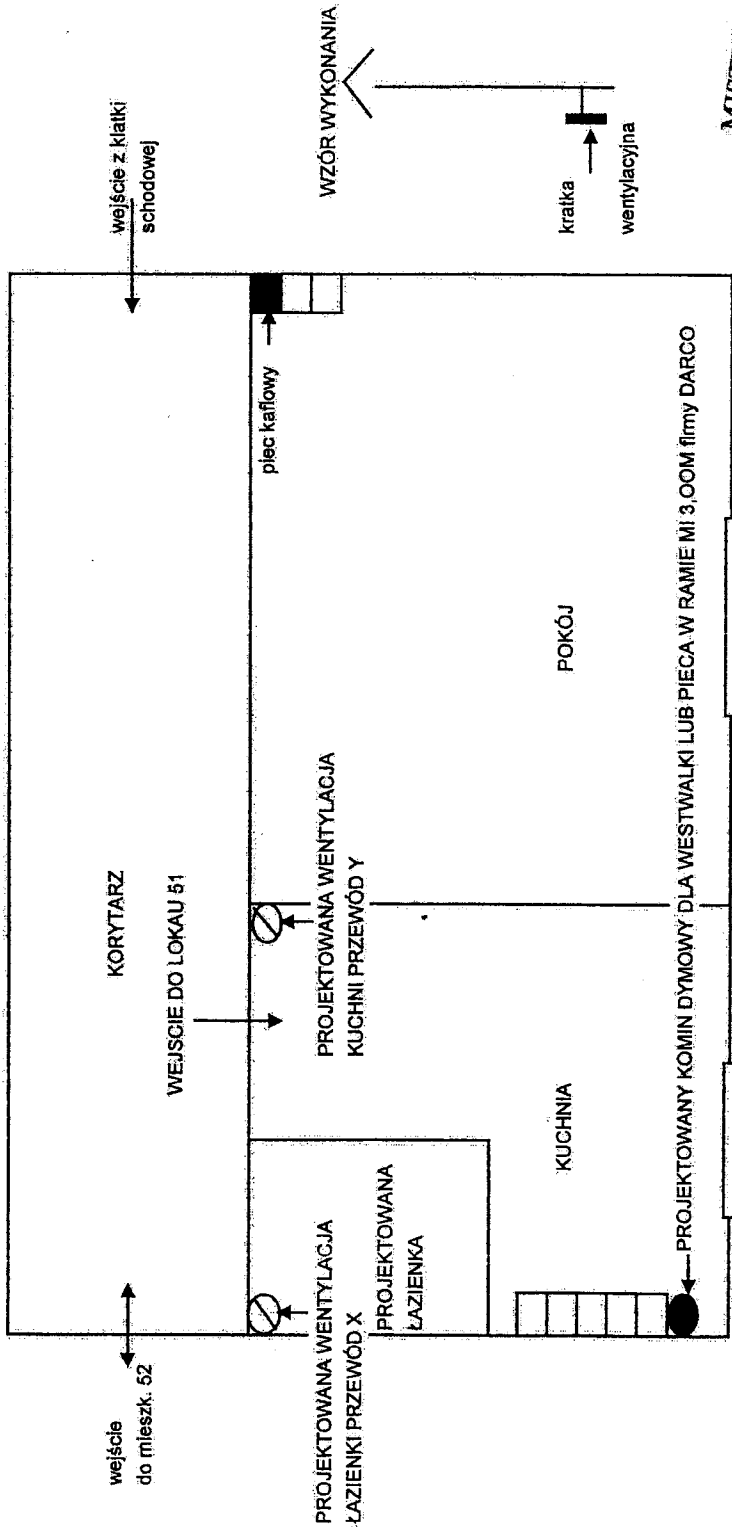 wejście
do mieszk. 52
KORYTARZ
wejście z klatki
schodowej
WEJSCIE DO LOKAU 51
PROJEKTOWANA WENTYLACJA
ŁAZIENKI PRZEWÓD X
PROJEKTOWANA
ŁAZIENKA
PROJEKTOWANA WENTYLACJA
KUCHNI PRZEWÓD Y
piec kaflowy
WZÓR WYKONANIA
kratka
wentylacyjna
KUCHNIA
POKÓJ
PROJEKTOWANY KOMIN DYMOWY DLA WESTWALKI LUB PIECA W RAMIE MI 3,OOM firmy DARCO